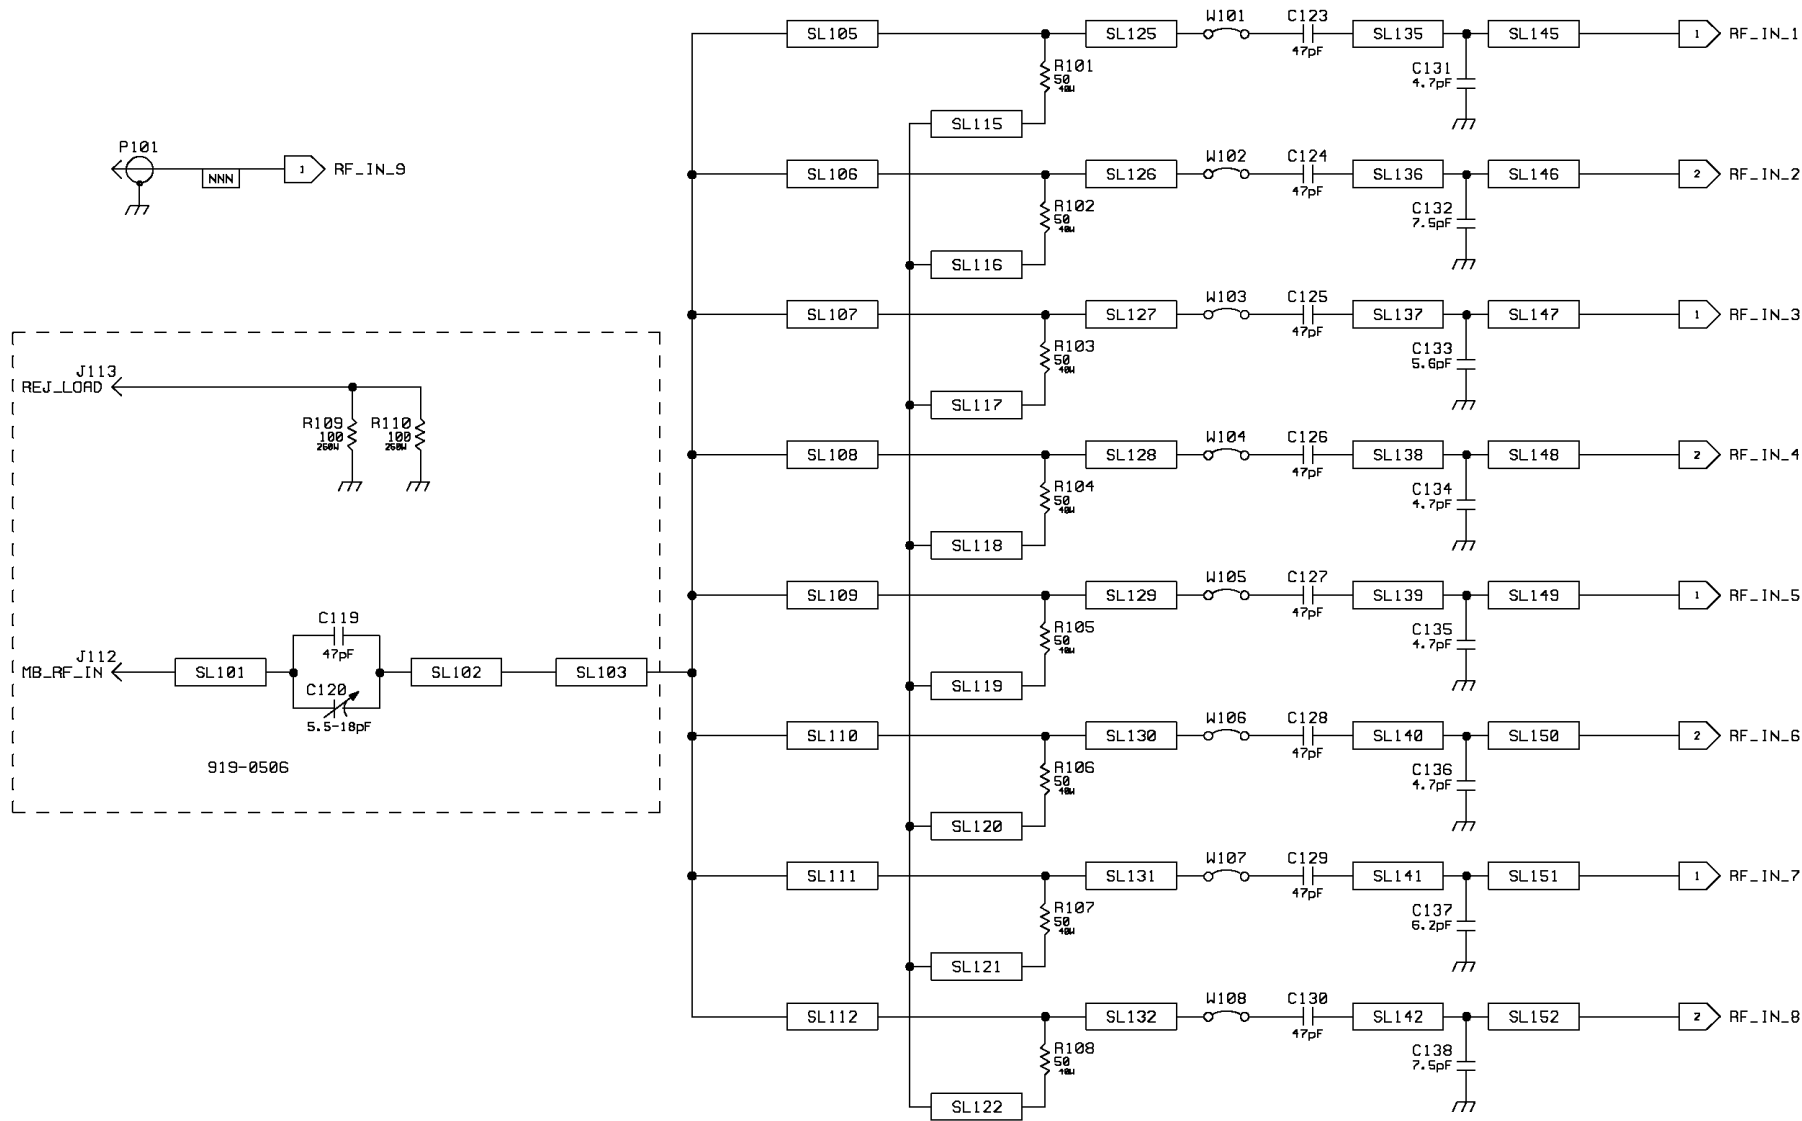 SL105 SL125 W101 C123 47pF SL135 SL145 1 RF_IN_1
R101 50 40W
C131 4.7pF
SL115
P101 NNN 1 RF_IN_9
SL106 SL126 W102 C124 47pF SL136 SL146 2 RF_IN_2
R102 50 40W
C132 7.5pF
SL116
SL107 SL127 W103 C125 47pF SL137 SL147 1 RF_IN_3
R103 50 40W
C133 5.6pF
SL117
J113
REJ_LOAD
R109 100 250W
R110 100 250W
SL108 SL128 W104 C126 47pF SL138 SL148 2 RF_IN_4
R104 50 40W
C134 4.7pF
SL118
SL109 SL129 W105 C127 47pF SL139 SL149 1 RF_IN_5
R105 50 40W
C135 4.7pF
SL119
J112
MB_RF_IN SL101
C119
47pF
C120
5.5-18pF
SL102 SL103
919-0506
SL110 SL130 W106 C128 47pF SL140 SL150 2 RF_IN_6
R106 50 40W
C136 4.7pF
SL120
SL111 SL131 W107 C129 47pF SL141 SL151 1 RF_IN_7
R107 50 40W
C137 6.2pF
SL121
SL112 SL132 W108 C130 47pF SL142 SL152 2 RF_IN_8
R108 50 40W
C138 7.5pF
SL122